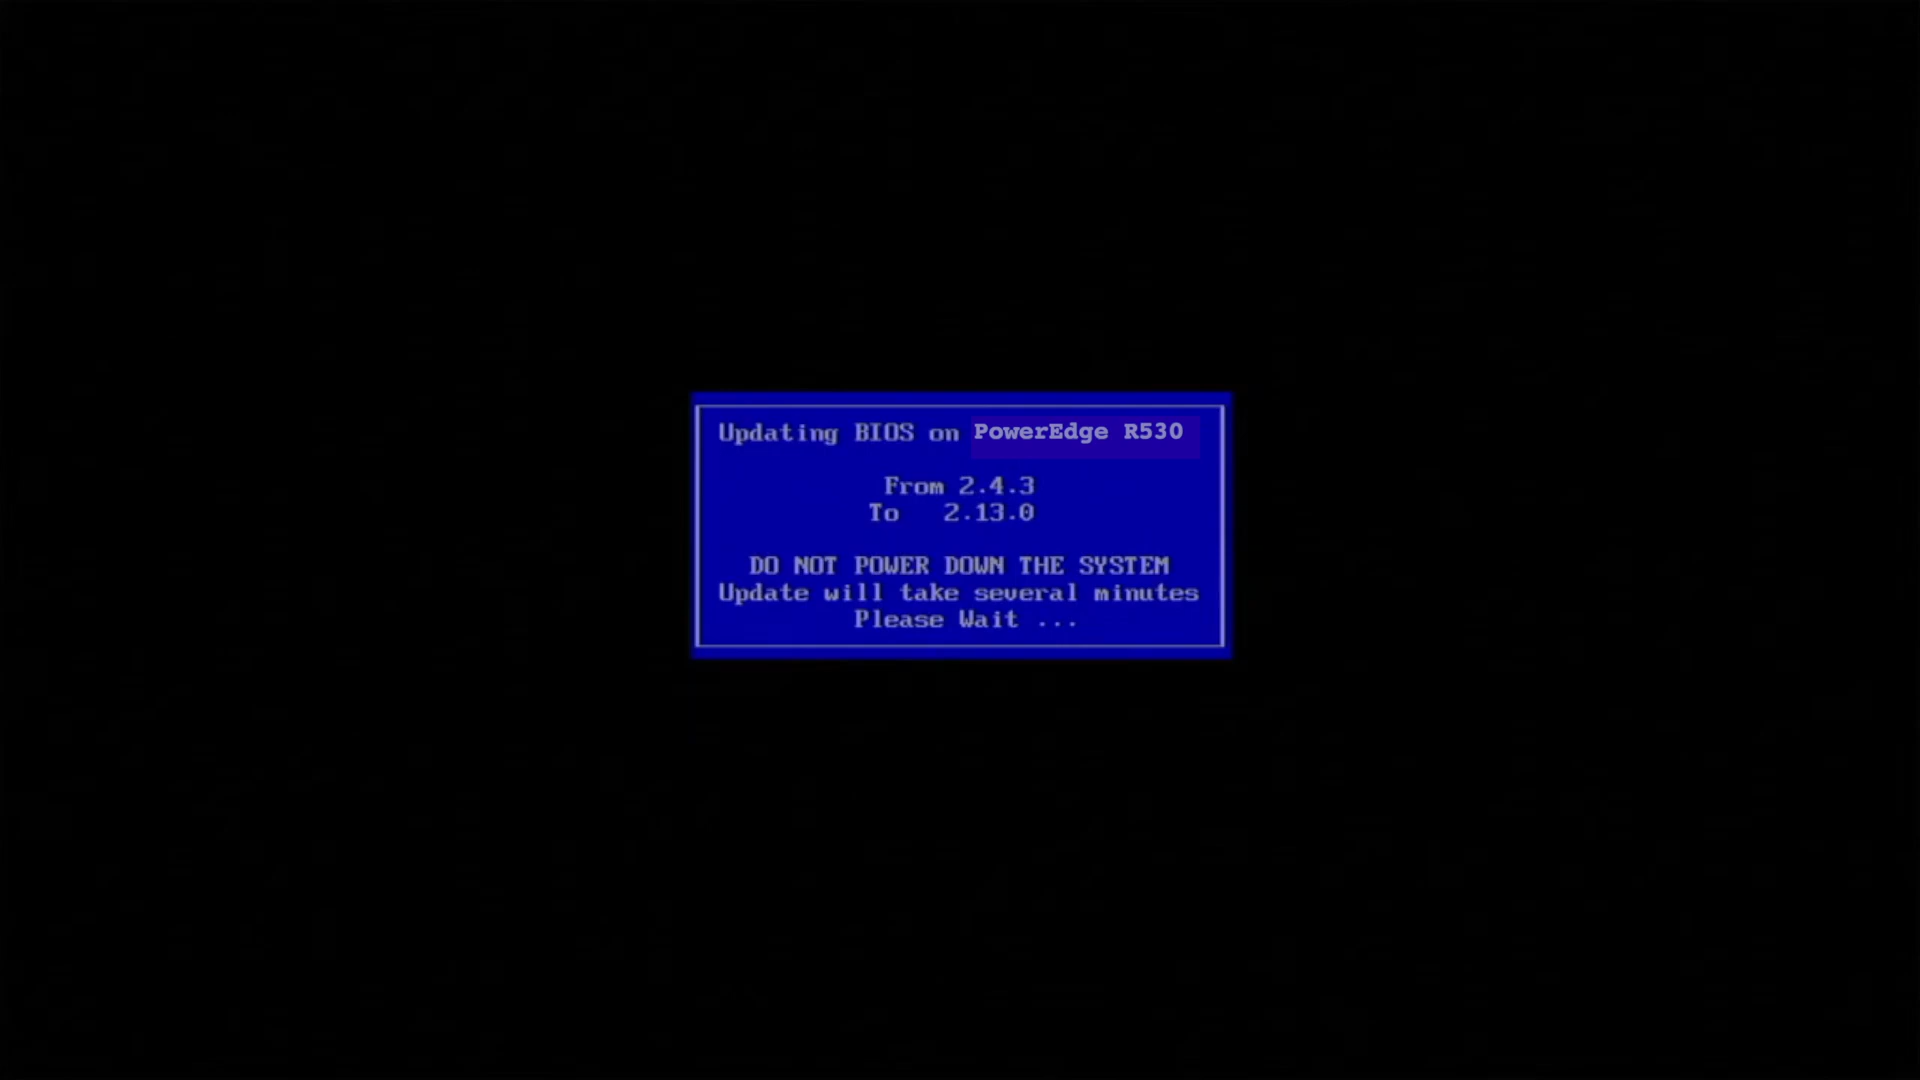 Updating BIOS on PowerEdge R530
From 2.4.3
To 2.13.0
DO NOT POWER DOWN THE SYSTEM
Update will take several minutes
Please Wait ...